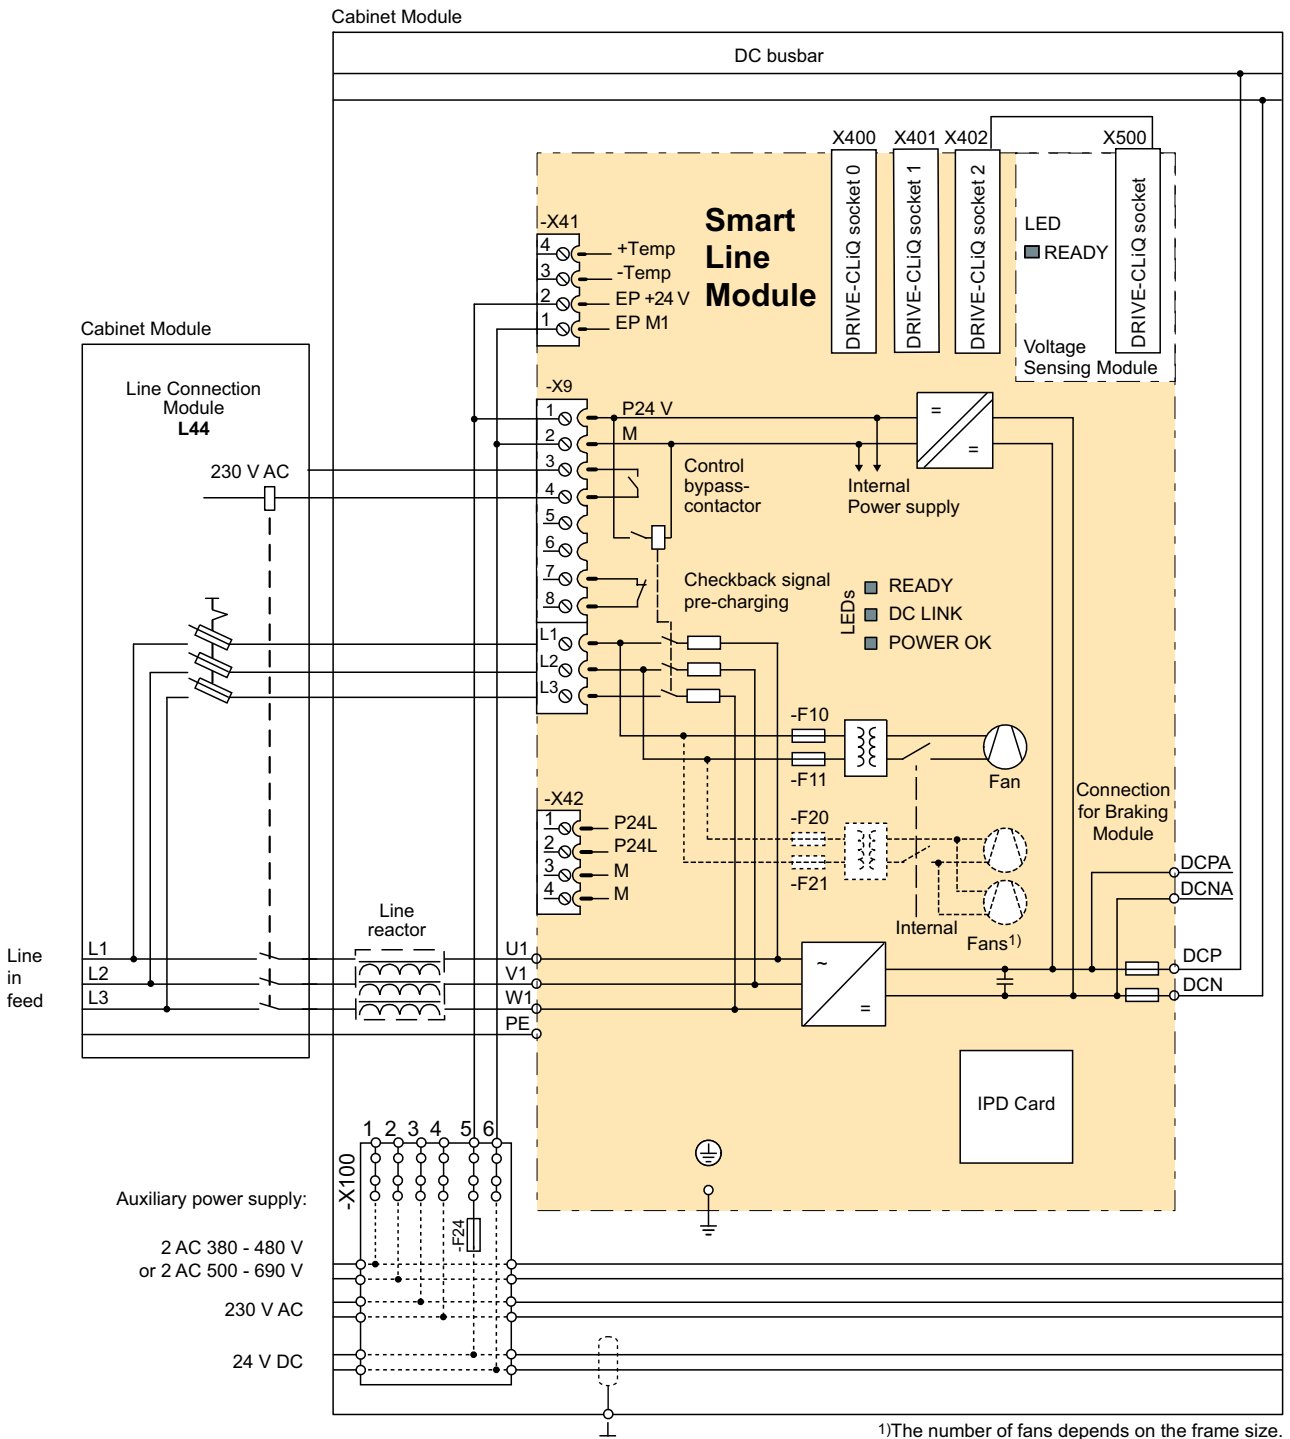 Cabinet Module
DC busbar
X400
X401
X402
X500
DRIVE-CLiQ socket 0
DRIVE-CLiQ socket 1
DRIVE-CLiQ socket 2
DRIVE-CLiQ socket
LED
READY
Voltage
Sensing Module
Smart
Line
Module
-X41
4
+Temp
3
-Temp
2
EP +24 V
1
EP M1
Cabinet Module
Line Connection
Module
L44
230 V AC
-X9
1
P24 V
2
M
3
4
5
6
7
8
L1
L2
L3
Control
bypass-
contactor
=
=
Internal
Power supply
Checkback signal
pre-charging
LEDs
READY
DC LINK
POWER OK
-F10
-F11
Fan
-F20
-F21
Internal
Fans1)
Connection
for Braking
Module
DCPA
DCNA
DCP
DCN
-X42
1
P24L
2
P24L
3
M
4
M
Line
reactor
Line
in
feed
L1
L2
L3
U1
V1
W1
PE
~
=
IPD Card
1
2
3
4
5
6
-X100
-F24
Auxiliary power supply:
2 AC 380 - 480 V
or 2 AC 500 - 690 V
230 V AC
24 V DC
1)The number of fans depends on the frame size.